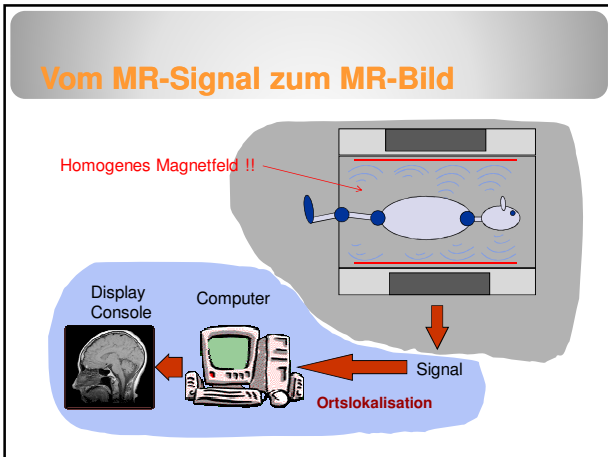 Vom MR-Signal zum MR-Bild
Homogenes Magnetfeld !!
Display
Console
Computer
Signal
Ortslokalisation